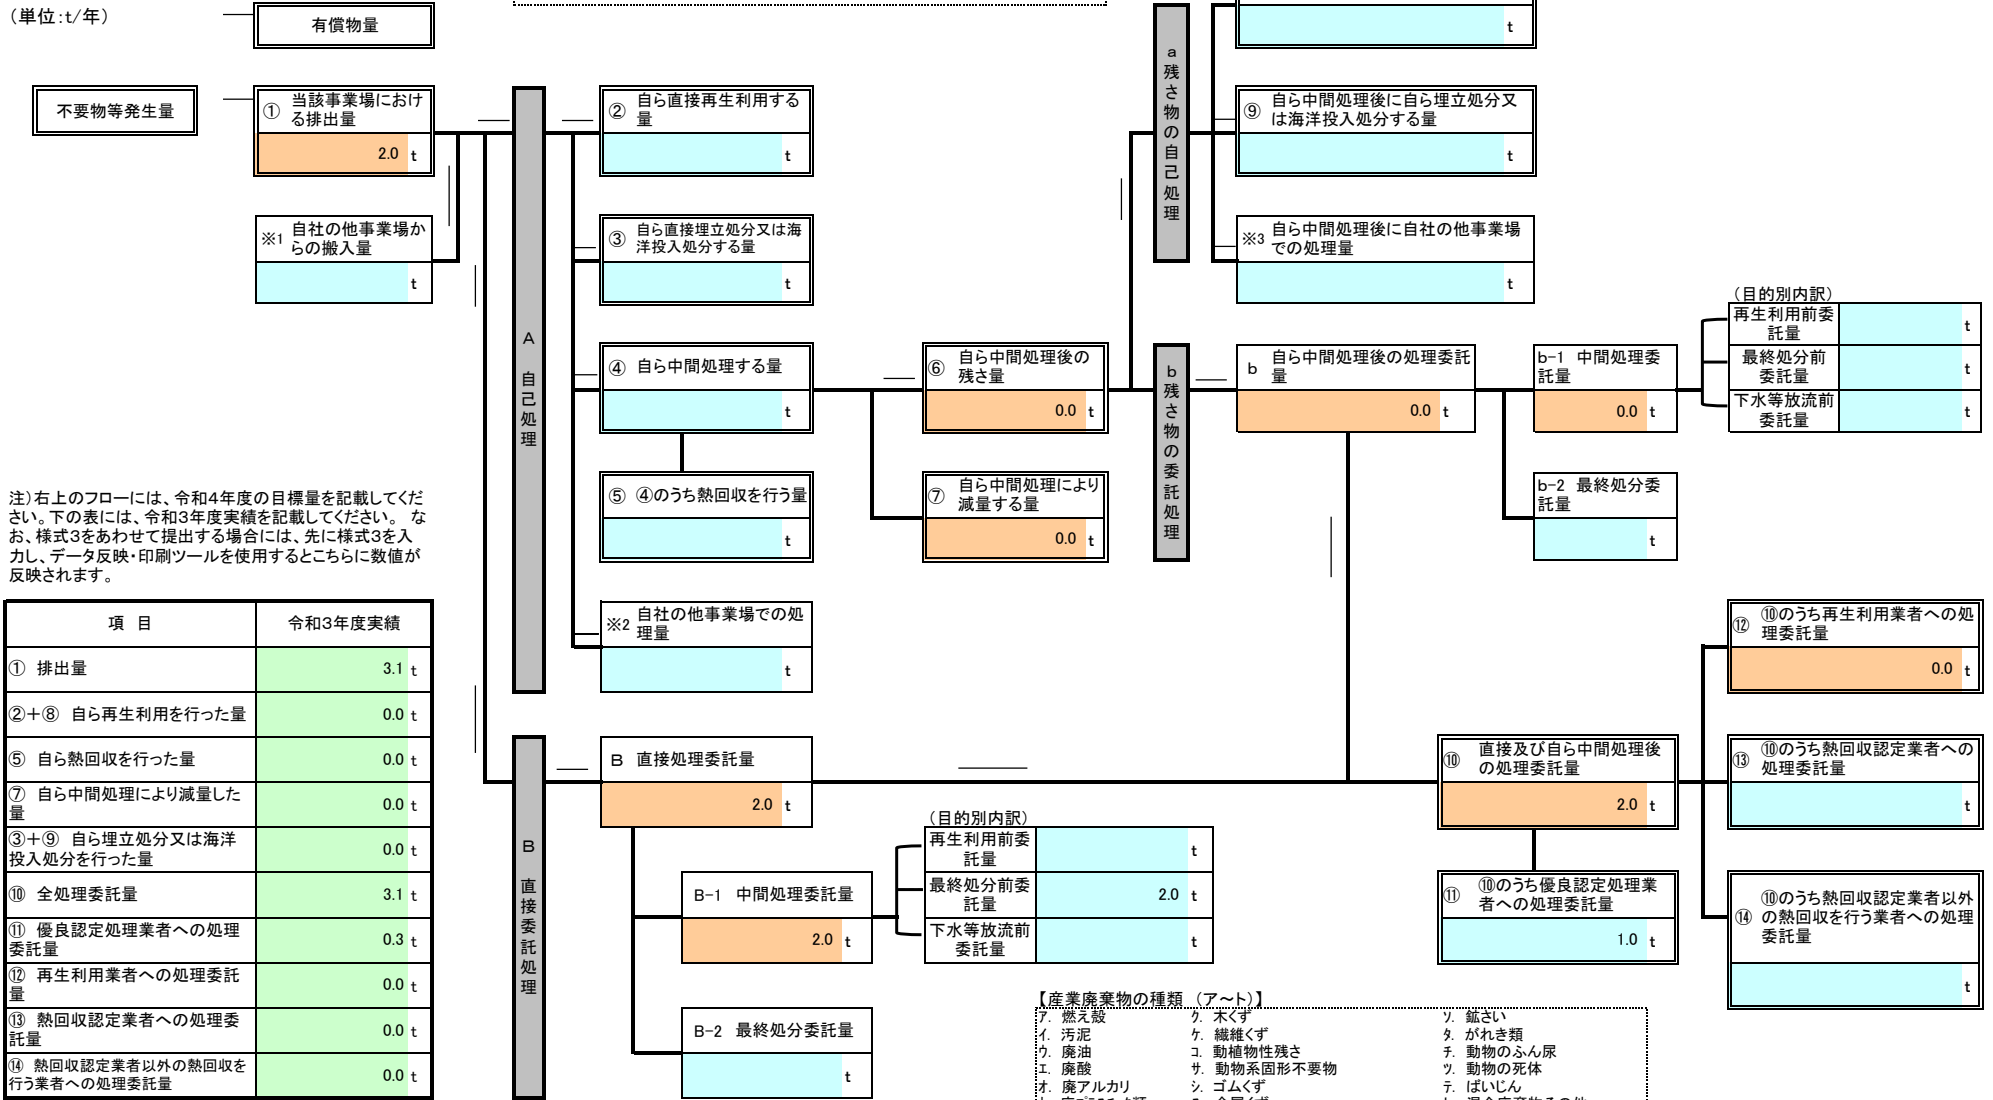 （単位：t/年）
有償物量
t
不要物等発生量
① 当該事業場におけ
る排出量
2.0 t
※1 自社の他事業場か
らの搬入量
t
A 自己処理
② 自ら直接再生利用する
量
t
③ 自ら直接埋立処分又は海
洋投入処分する量
t
④ 自ら中間処理する量
t
⑤ ④のうち熱回収を行う量
t
※2 自社の他事業場での処
理量
t
⑥ 自ら中間処理後の
残さ量
0.0 t
⑦ 自ら中間処理により
減量する量
0.0 t
a 残さ物の自己処理
⑨ 自ら中間処理後に自ら埋立処分又
は海洋投入処分する量
t
※3 自ら中間処理後に自社の他事業場
での処理量
t
b 残さ物の委託処理
b 自ら中間処理後の処理委託
量
0.0 t
b-1 中間処理委
託量
0.0 t
b-2 最終処分委
託量
t
（目的別内訳）
再生利用前委
託量 t
最終処分前
委託量 t
下水等放流前
委託量 t
注）右上のフローには、令和４年度の目標量を記載してくだ
さい。下の表には、令和３年度実績を記載してください。 な
お、様式３をあわせて提出する場合には、先に様式３を入
力し、データ反映・印刷ツールを使用するとこちらに数値が
反映されます。
項 目 令和３年度実績
① 排出量 3.1 t
②＋⑧ 自ら再生利用を行った量 0.0 t
⑤ 自ら熱回収を行った量 0.0 t
⑦ 自ら中間処理により減量した
量 0.0 t
③＋⑨ 自ら埋立処分又は海洋
投入処分を行った量 0.0 t
⑩ 全処理委託量 3.1 t
⑪ 優良認定処理業者への処理
委託量 0.3 t
⑫ 再生利用業者への処理委託
量 0.0 t
⑬ 熱回収認定業者への処理委
託量 0.0 t
⑭ 熱回収認定業者以外の熱回収を
行う業者への処理委託量 0.0 t
B 直接委託処理
B 直接処理委託量
2.0 t
B-1 中間処理委託量
2.0 t
B-2 最終処分委託量
t
（目的別内訳）
再生利用前委
託量 t
最終処分前委
託量 2.0 t
下水等放流前
委託量 t
⑩ 直接及び自ら中間処理後
の処理委託量
2.0 t
⑪ ⑩のうち優良認定処理業
者への処理委託量
1.0 t
⑫ ⑩のうち再生利用業者への処
理委託量
0.0 t
⑬ ⑩のうち熱回収認定業者への
処理委託量
t
⑭ ⑩のうち熱回収認定業者以外
の熱回収を行う業者への処理
委託量
t
【産業廃棄物の種類 （ア～ト）】
ア. 燃え殻 ク. 木くず ソ. 鉱さい
イ. 汚泥 ケ. 繊維くず タ. がれき類
ウ. 廃油 コ. 動植物性残さ チ. 動物のふん尿
エ. 廃酸 サ. 動物系固形不要物 ツ. 動物の死体
オ. 廃アルカリ シ. ゴムくず テ. ばいじん